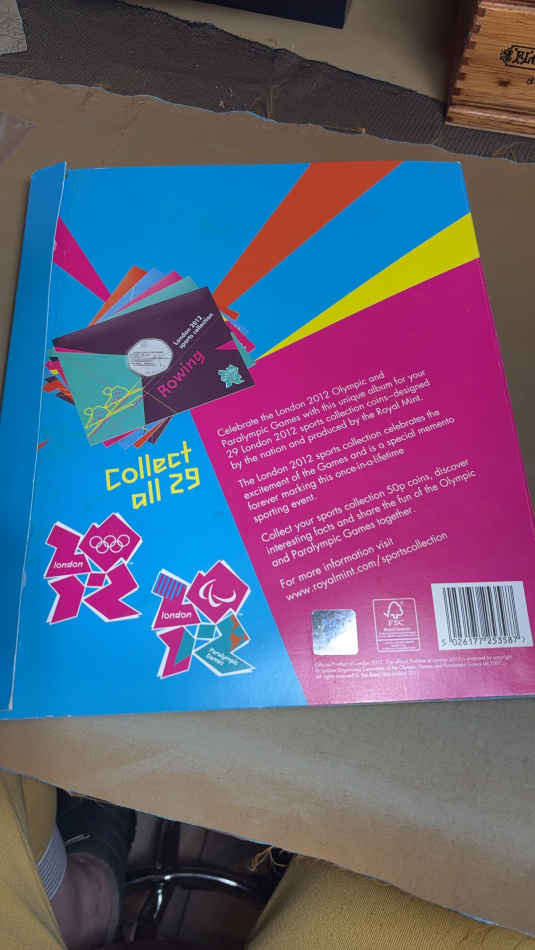 London 2012
sports collection
Rowing
Collect
all 29
london
london
Paralympic
Games
Celebrate the London 2012 Olympic and
Paralympic Games with this unique album for your
29 London 2012 sports collection coins–designed
by the nation and produced by the Royal Mint.
The London 2012 sports collection celebrates the
excitement of the Games and is a special memento
forever marking this once-in-a-lifetime
sporting event.
Collect your sports collection 50p coins, discover
interesting facts and share the fun of the Olympic
and Paralympic Games together.
For more information visit
www.royalmint.com/sportscollection
FSC
5 026177 253587